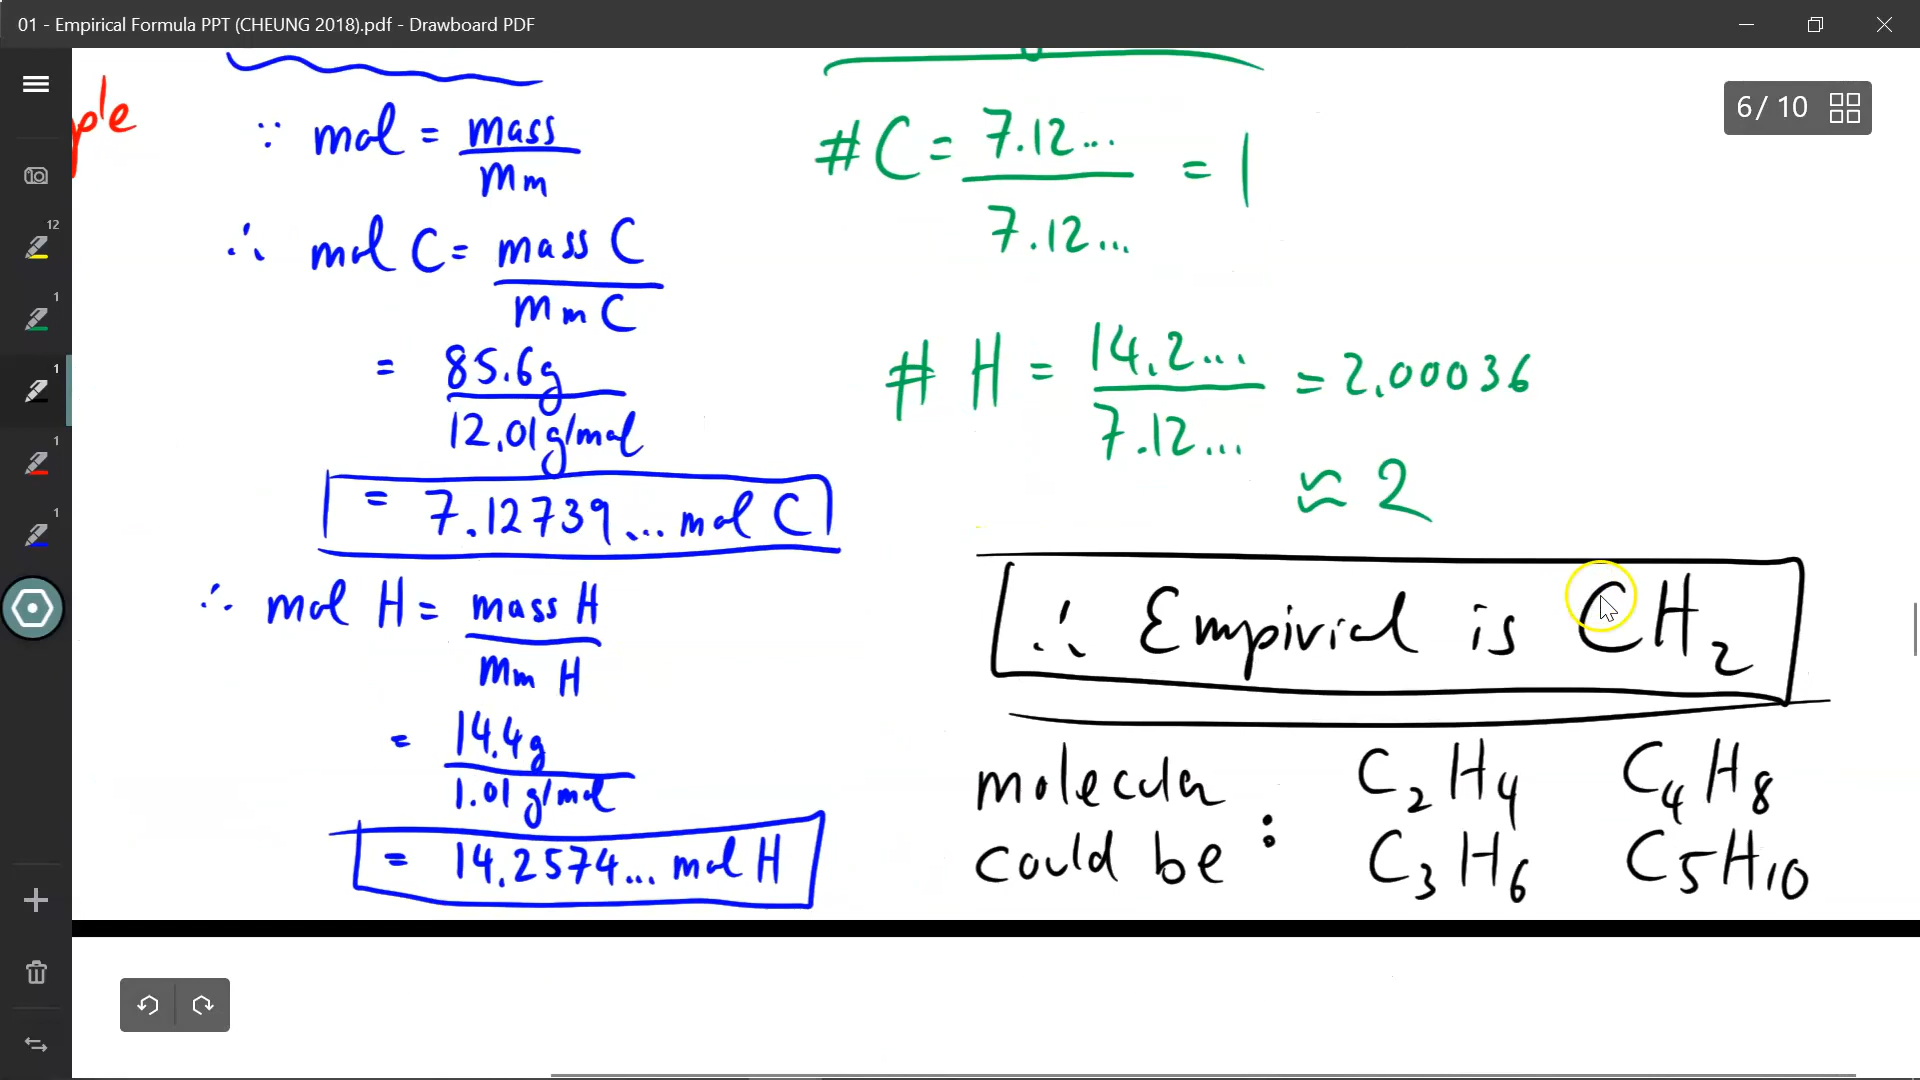 01 - Empirical Formula PPT (CHEUNG 2018).pdf - Drawboard PDF
6 / 10
12
1
1
1
1
ple
∵ mol = mass / Mm
∴ mol C = mass C / Mm C
= 85.6g / 12.01 g/mol
= 7.12739... mol C
∴ mol H = mass H / Mm H
= 14.4g / 1.01 g/mol
= 14.2574... mol H
# C = 7.12... / 7.12... = 1
# H = 14.2... / 7.12... = 2.00036
≈ 2
∴ Empirical is CH₂
molecular
could be :
C₂H₄ C₄H₈
C₃H₆ C₅H₁₀